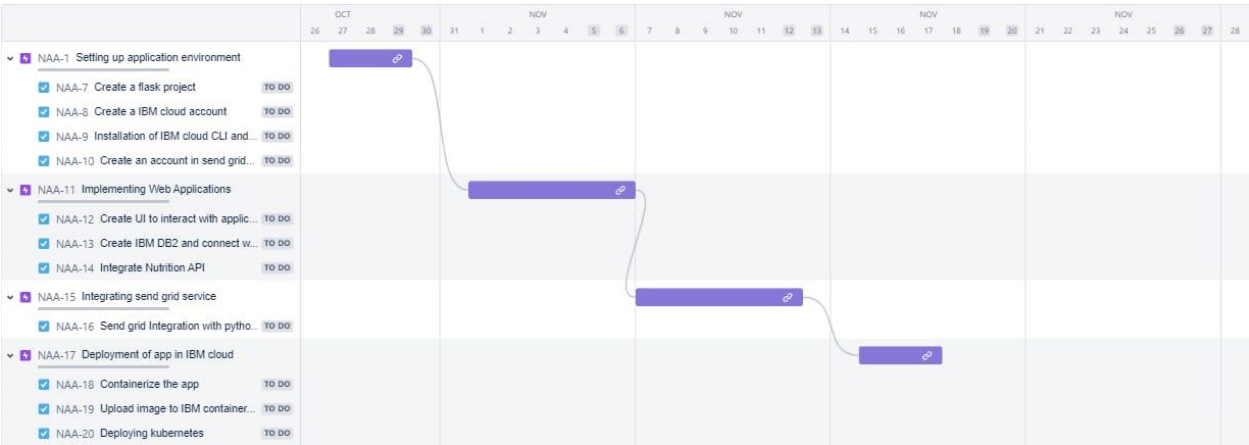 OCT NOV NOV NOV NOV
26 27 28 29 30 31 1 2 3 4 5 6 7 8 9 10 11 12 13 14 15 16 17 18 19 20 21 22 23 24 25 26 27 28
NAA-1 Setting up application environment
NAA-7 Create a flask project TO DO
NAA-8 Create a IBM cloud account TO DO
NAA-9 Installation of IBM cloud CLI and... TO DO
NAA-10 Create an account in send grid... TO DO
NAA-11 Implementing Web Applications
NAA-12 Create UI to interact with applic... TO DO
NAA-13 Create IBM DB2 and connect w... TO DO
NAA-14 Integrate Nutrition API TO DO
NAA-15 Integrating send grid service
NAA-16 Send grid Integration with pytho... TO DO
NAA-17 Deployment of app in IBM cloud
NAA-18 Containerize the app TO DO
NAA-19 Upload image to IBM container... TO DO
NAA-20 Deploying kubernetes TO DO